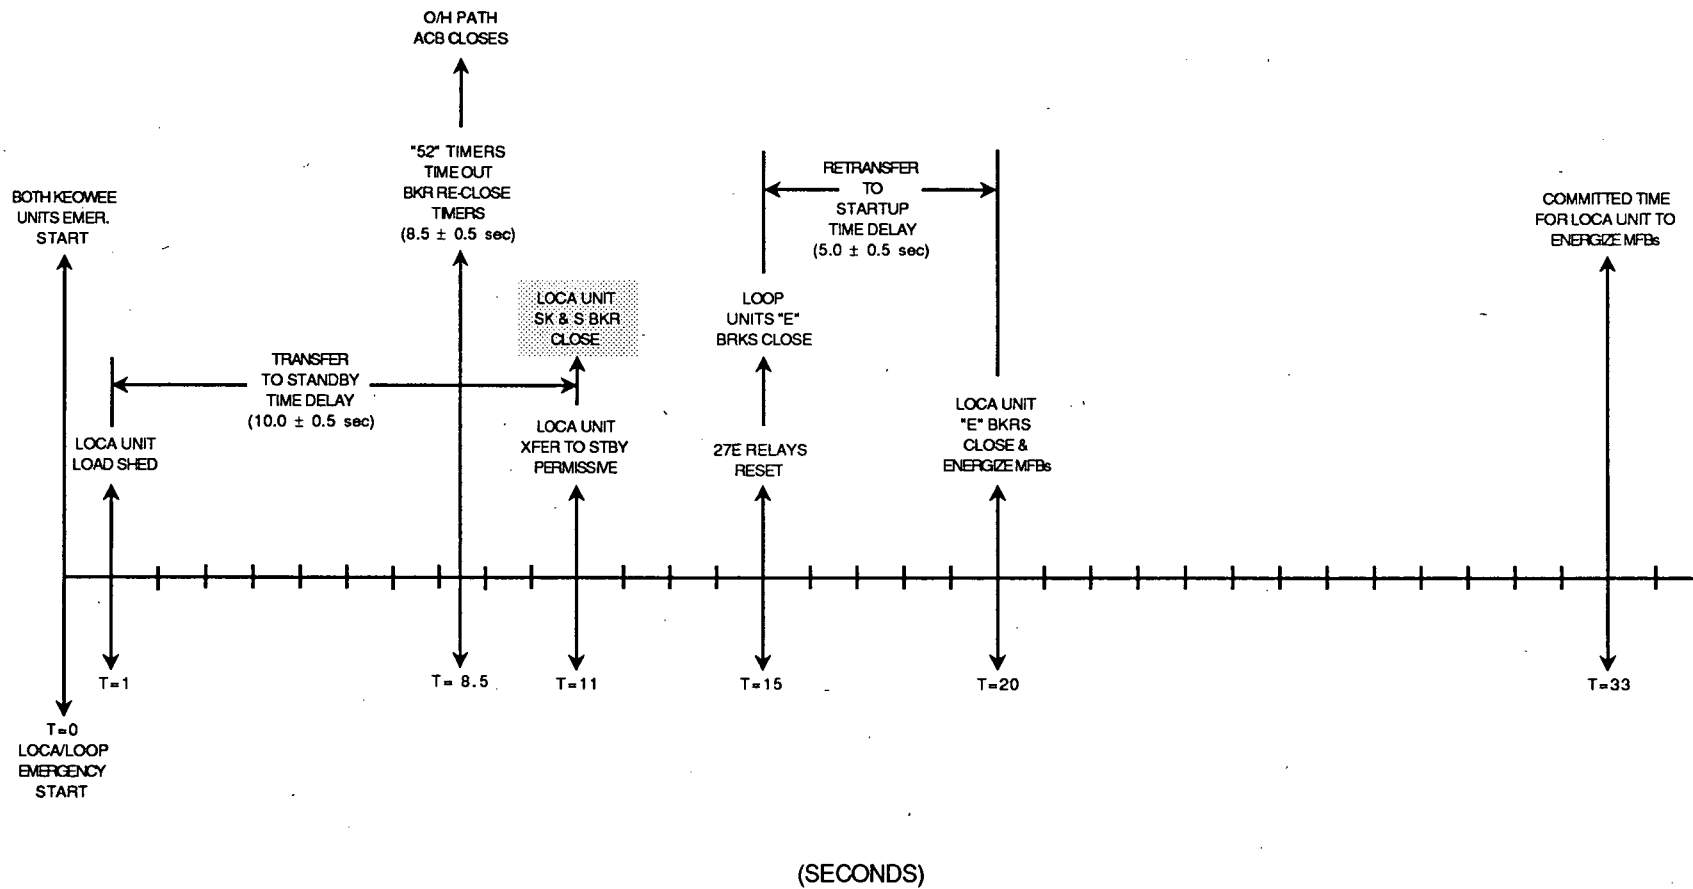 O/H PATH
ACB CLOSES
"52" TIMERS
TIME OUT
BKR RE-CLOSE
TIMERS
(8.5 ± 0.5 sec)
BOTH KEOWEE
UNITS EMER.
START
RETRANSFER
TO
STARTUP
TIME DELAY
(5.0 ± 0.5 sec)
COMMITTED TIME
FOR LOCA UNIT TO
ENERGIZE MFBs
LOCA UNIT
SK & S BKR
CLOSE
LOOP
UNITS "E"
BRKS CLOSE
TRANSFER
TO STANDBY
TIME DELAY
(10.0 ± 0.5 sec)
LOCA UNIT
LOAD SHED
LOCA UNIT
XFER TO STBY
PERMISSIVE
27E RELAYS
RESET
LOCA UNIT
"E" BKRS
CLOSE &
ENERGIZE MFBs
T=1
T= 8.5
T=11
T=15
T=20
T=33
T=0
LOCA/LOOP
EMERGENCY
START
(SECONDS)